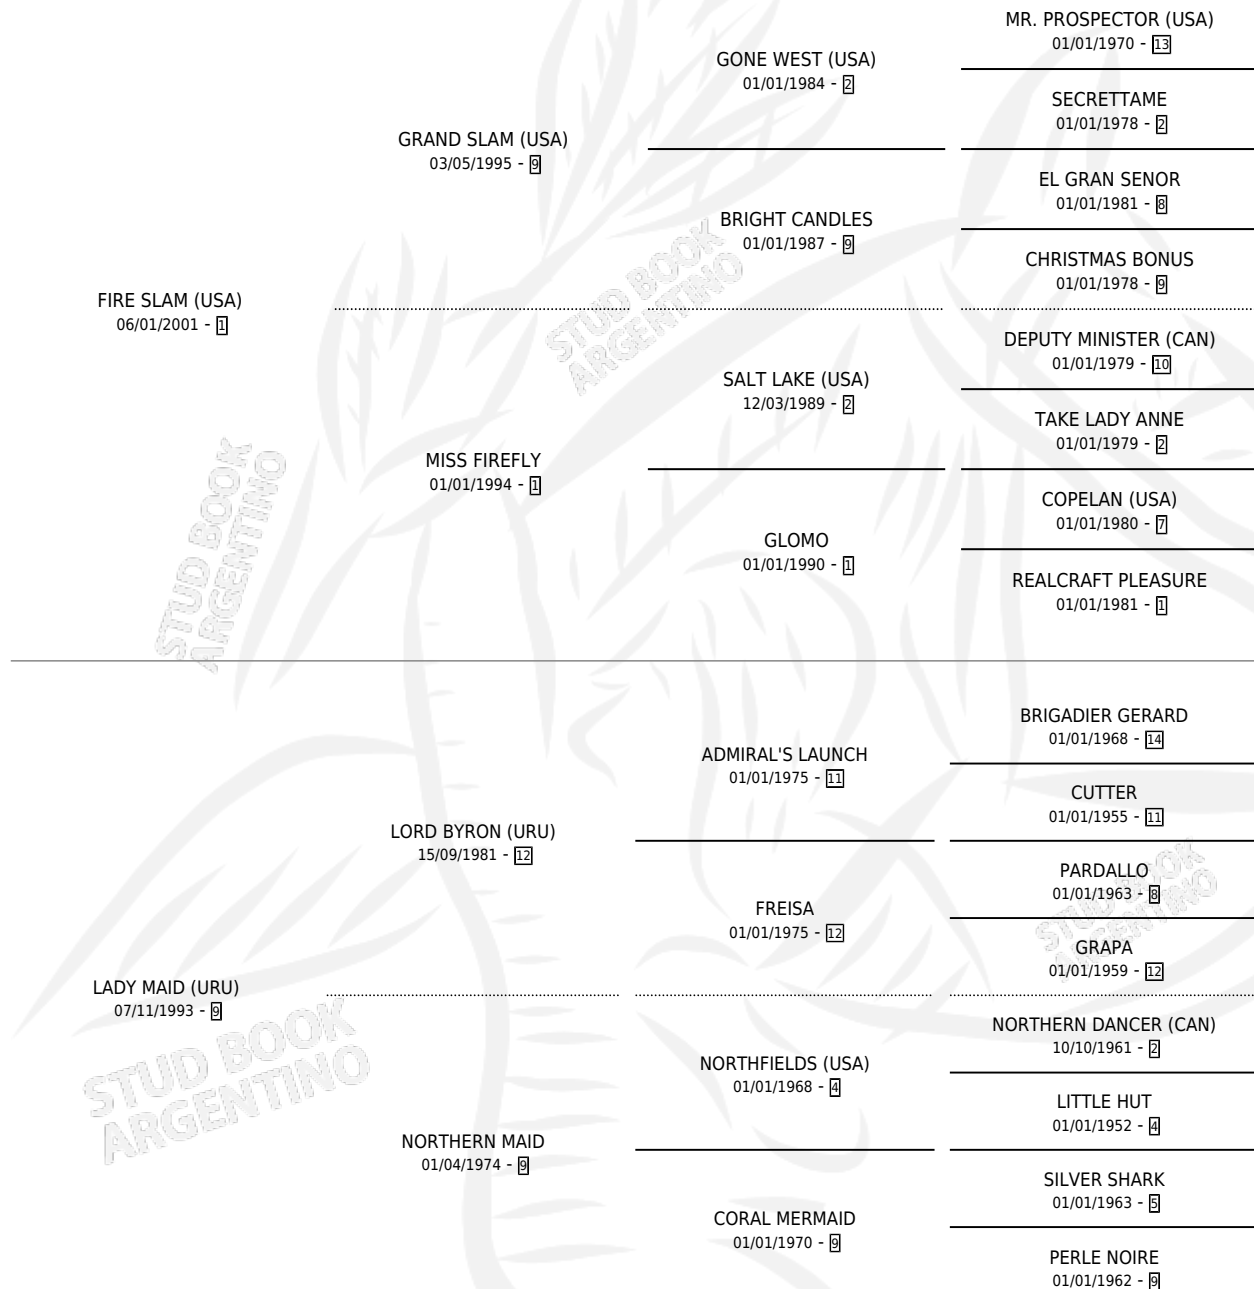 MR. PROSPECTOR (USA)
01/01/1970 - 13
GONE WEST (USA)
01/01/1984 - 2
SECRETTAME
01/01/1978 - 2
GRAND SLAM (USA)
03/05/1995 - 9
EL GRAN SENOR
01/01/1981 - 8
BRIGHT CANDLES
01/01/1987 - 9
CHRISTMAS BONUS
01/01/1978 - 9
FIRE SLAM (USA)
06/01/2001 - 1
STUD BOOK
ARGENTINO
DEPUTY MINISTER (CAN)
01/01/1979 - 10
SALT LAKE (USA)
12/03/1989 - 2
TAKE LADY ANNE
01/01/1979 - 2
MISS FIREFLY
01/01/1994 - 1
COPELAN (USA)
01/01/1980 - 7
GLOMO
01/01/1990 - 1
REALCRAFT PLEASURE
01/01/1981 - 1
STUD BOOK
ARGENTINO
BRIGADIER GERARD
01/01/1968 - 14
ADMIRAL'S LAUNCH
01/01/1975 - 11
CUTTER
01/01/1955 - 11
LORD BYRON (URU)
15/09/1981 - 12
PARDALLO
01/01/1963 - 8
FREISA
01/01/1975 - 12
GRAPA
01/01/1959 - 12
STUD BOOK
ARGENTINO
LADY MAID (URU)
07/11/1993 - 9
NORTHERN DANCER (CAN)
10/10/1961 - 2
NORTHFIELDS (USA)
01/01/1968 - 4
LITTLE HUT
01/01/1952 - 4
STUD BOOK
ARGENTINO
NORTHERN MAID
01/04/1974 - 9
SILVER SHARK
01/01/1963 - 5
CORAL MERMAID
01/01/1970 - 9
PERLE NOIRE
01/01/1962 - 9